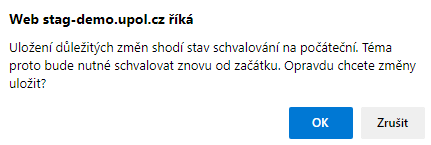 Web stag-demo.upol.cz říká
Uložení důležitých změn shodí stav schvalování na počáteční. Téma
proto bude nutné schvalovat znovu od začátku. Opravdu chcete změny
uložit?
OK
Zrušit